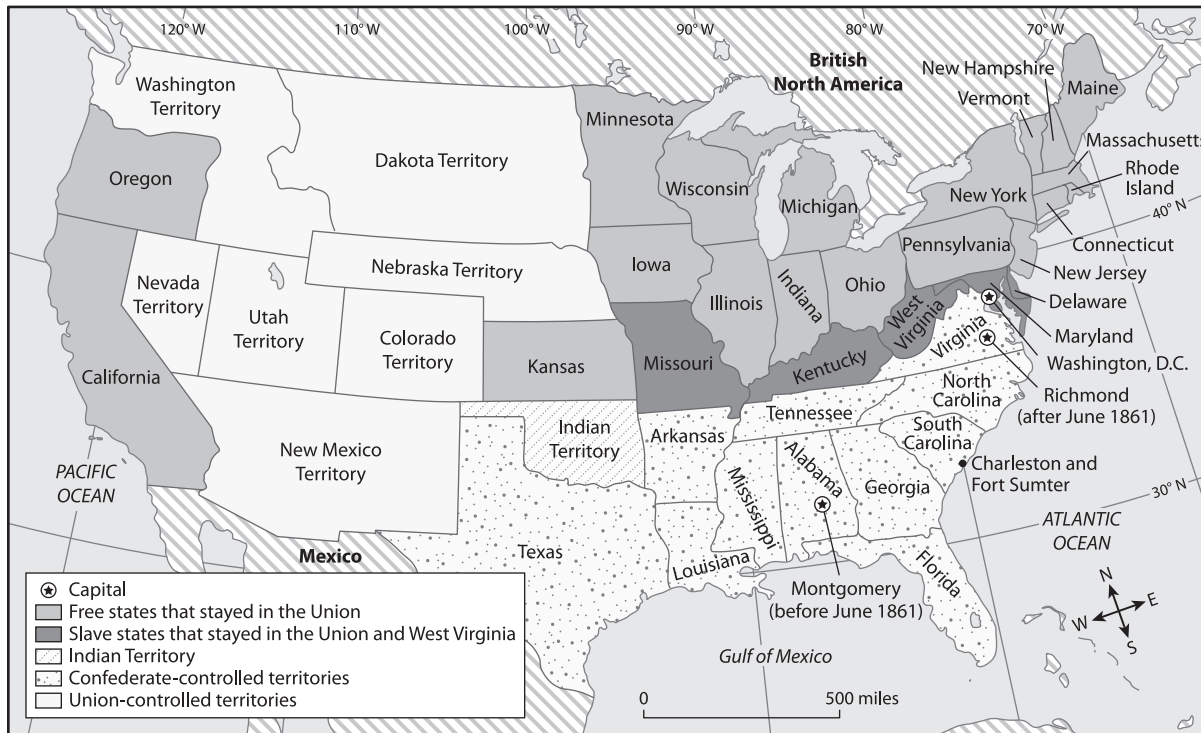 120° W
100° W
90° W
80° W
70° W
British
North America
New Hampshire
Vermont
Maine
Washington
Territory
Minnesota
Massachusetts
Dakota Territory
Rhode
Island
Oregon
Wisconsin
Michigan
New York
40° N
Connecticut
Pennsylvania
Nebraska Territory
Iowa
New Jersey
Nevada
Territory
Illinois
Indiana
Ohio
Delaware
Utah
Territory
West
Virginia
Maryland
Colorado
Territory
Virginia
Washington, D.C.
California
Kansas
Missouri
Kentucky
Richmond
(after June 1861)
North
Carolina
Tennessee
Indian
Territory
Arkansas
South
Carolina
New Mexico
Territory
PACIFIC
OCEAN
Charleston and
Fort Sumter
Mississippi
Alabama
Georgia
30° N
ATLANTIC
OCEAN
Mexico
Texas
Louisiana
Florida
Montgomery
(before June 1861)
Capital
Free states that stayed in the Union
Slave states that stayed in the Union and West Virginia
Indian Territory
Confederate-controlled territories
Union-controlled territories
Gulf of Mexico
N
E
W
S
0 500 miles